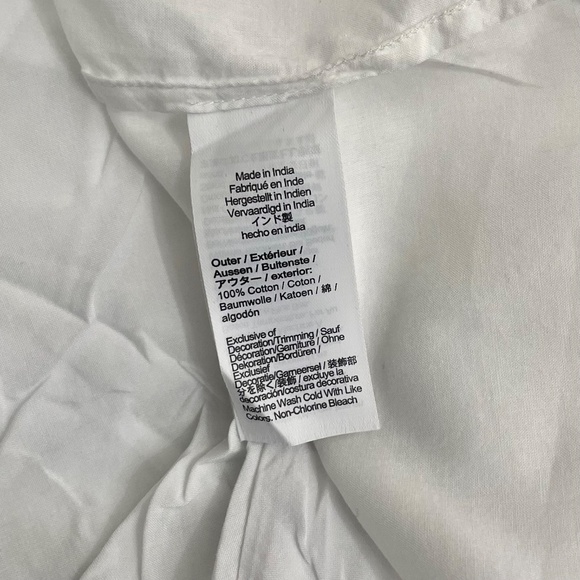 Made in India
Fabriqué en Inde
Hergestellt in Indien
Vervaardigd in India
インド製
hecho en india
Outer / Extérieur /
Aussen / Buitenste /
アウター / exterior:
100% Cotton / Coton /
Baumwolle / Katoen / 綿 /
algodón
Exclusive of
Decoration/Trimming / Sauf
Décoration/Garniture / Ohne
Dekoration/Bordüren /
Exclusief
Decoratie/Garneersel / 装飾部
分を除く/装飾 / excluye la
decoración/costura decorativa
Machine Wash Cold With Like
Colors, Non-Chlorine Bleach